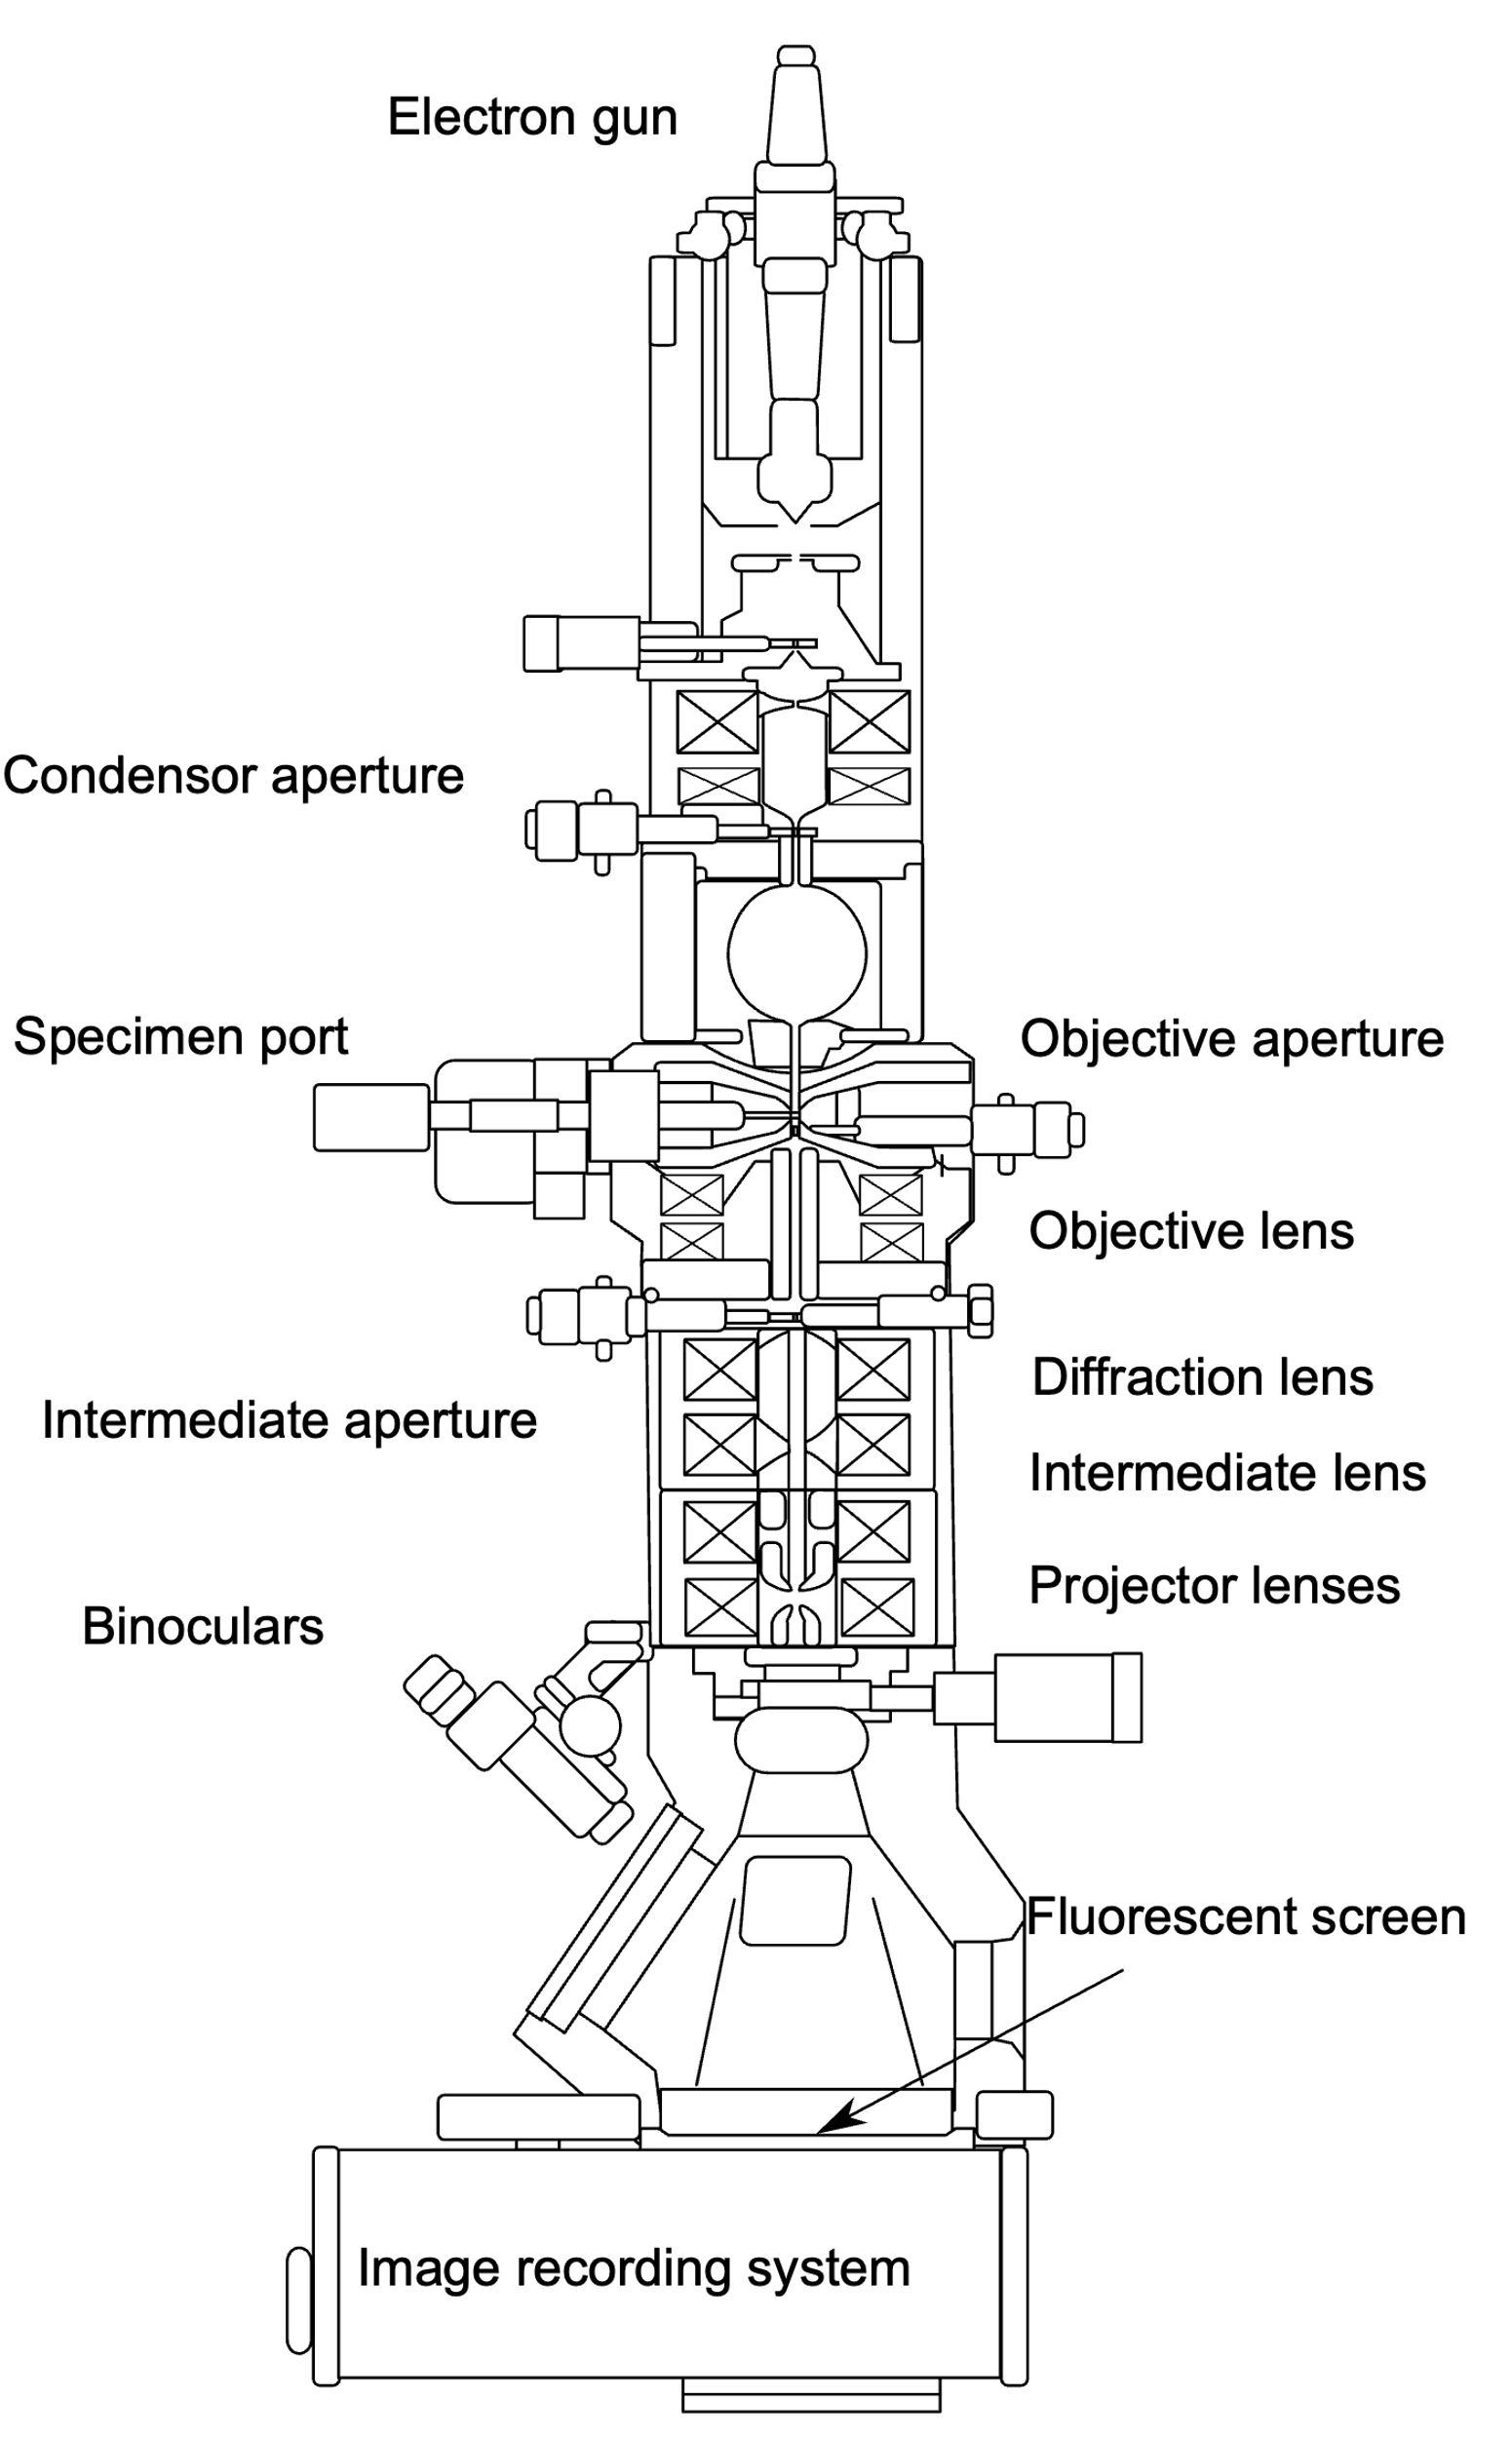 Electron gun
Condensor aperture
Specimen port
Objective aperture
Objective lens
Diffraction lens
Intermediate aperture
Intermediate lens
Projector lenses
Binoculars
Fluorescent screen
Image recording system